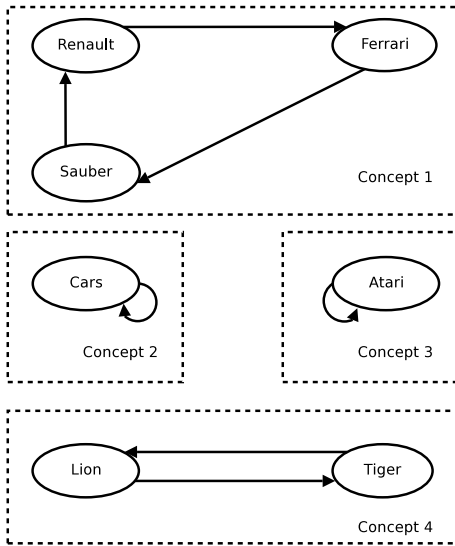 Renault
Ferrari
Sauber
Concept 1
Cars
Atari
Concept 2
Concept 3
Lion
Tiger
Concept 4